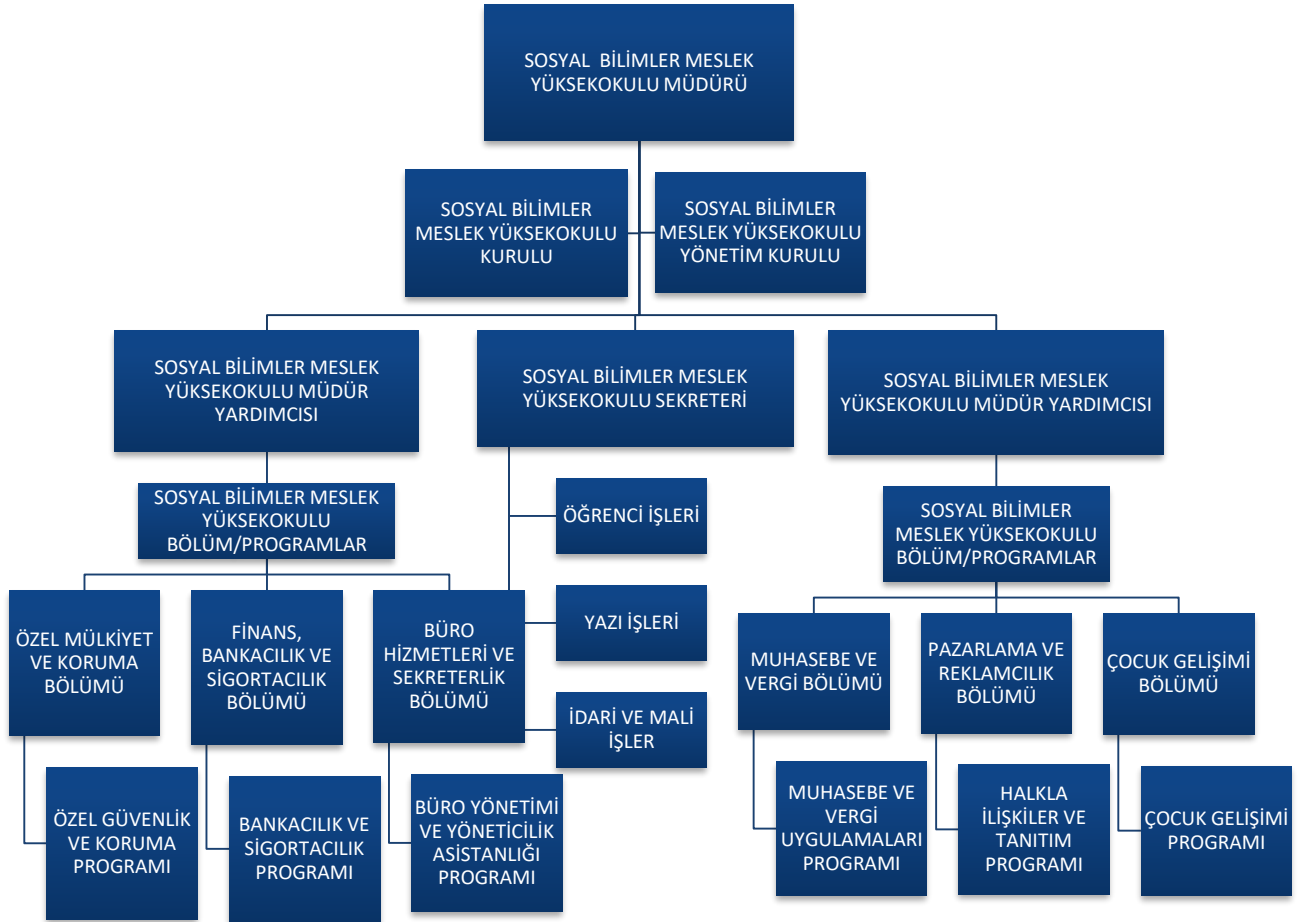 SOSYAL BİLİMLER MESLEK
YÜKSEKOKULU MÜDÜRÜ
SOSYAL BİLİMLER
MESLEK YÜKSEKOKULU
KURULU
SOSYAL BİLİMLER
MESLEK YÜKSEKOKULU
YÖNETİM KURULU
SOSYAL BİLİMLER MESLEK
YÜKSEKOKULU MÜDÜR
YARDIMCISI
SOSYAL BİLİMLER MESLEK
YÜKSEKOKULU SEKRETERİ
SOSYAL BİLİMLER MESLEK
YÜKSEKOKULU MÜDÜR YARDIMCISI
SOSYAL BİLİMLER MESLEK
YÜKSEKOKULU
BÖLÜM/PROGRAMLAR
ÖĞRENCİ İŞLERİ
SOSYAL BİLİMLER
MESLEK YÜKSEKOKULU
BÖLÜM/PROGRAMLAR
ÖZEL MÜLKİYET
VE KORUMA
BÖLÜMÜ
FİNANS,
BANKACILIK VE
SİGORTACILIK
BÖLÜMÜ
BÜRO
HİZMETLERİ VE
SEKRETERLİK
BÖLÜMÜ
YAZI İŞLERİ
İDARİ VE MALİ
İŞLER
MUHASEBE VE
VERGİ BÖLÜMÜ
PAZARLAMA VE
REKLAMCILIK
BÖLÜMÜ
ÇOCUK GELİŞİMİ
BÖLÜMÜ
ÖZEL GÜVENLİK
VE KORUMA
PROGRAMI
BANKACILIK VE
SİGORTACILIK
PROGRAMI
BÜRO YÖNETİMİ
VE YÖNETİCİLİK
ASİSTANLIĞI
PROGRAMI
MUHASEBE VE
VERGİ
UYGULAMALARI
PROGRAMI
HALKLA
İLİŞKİLER VE
TANITIM
PROGRAMI
ÇOCUK GELİŞİMİ
PROGRAMI